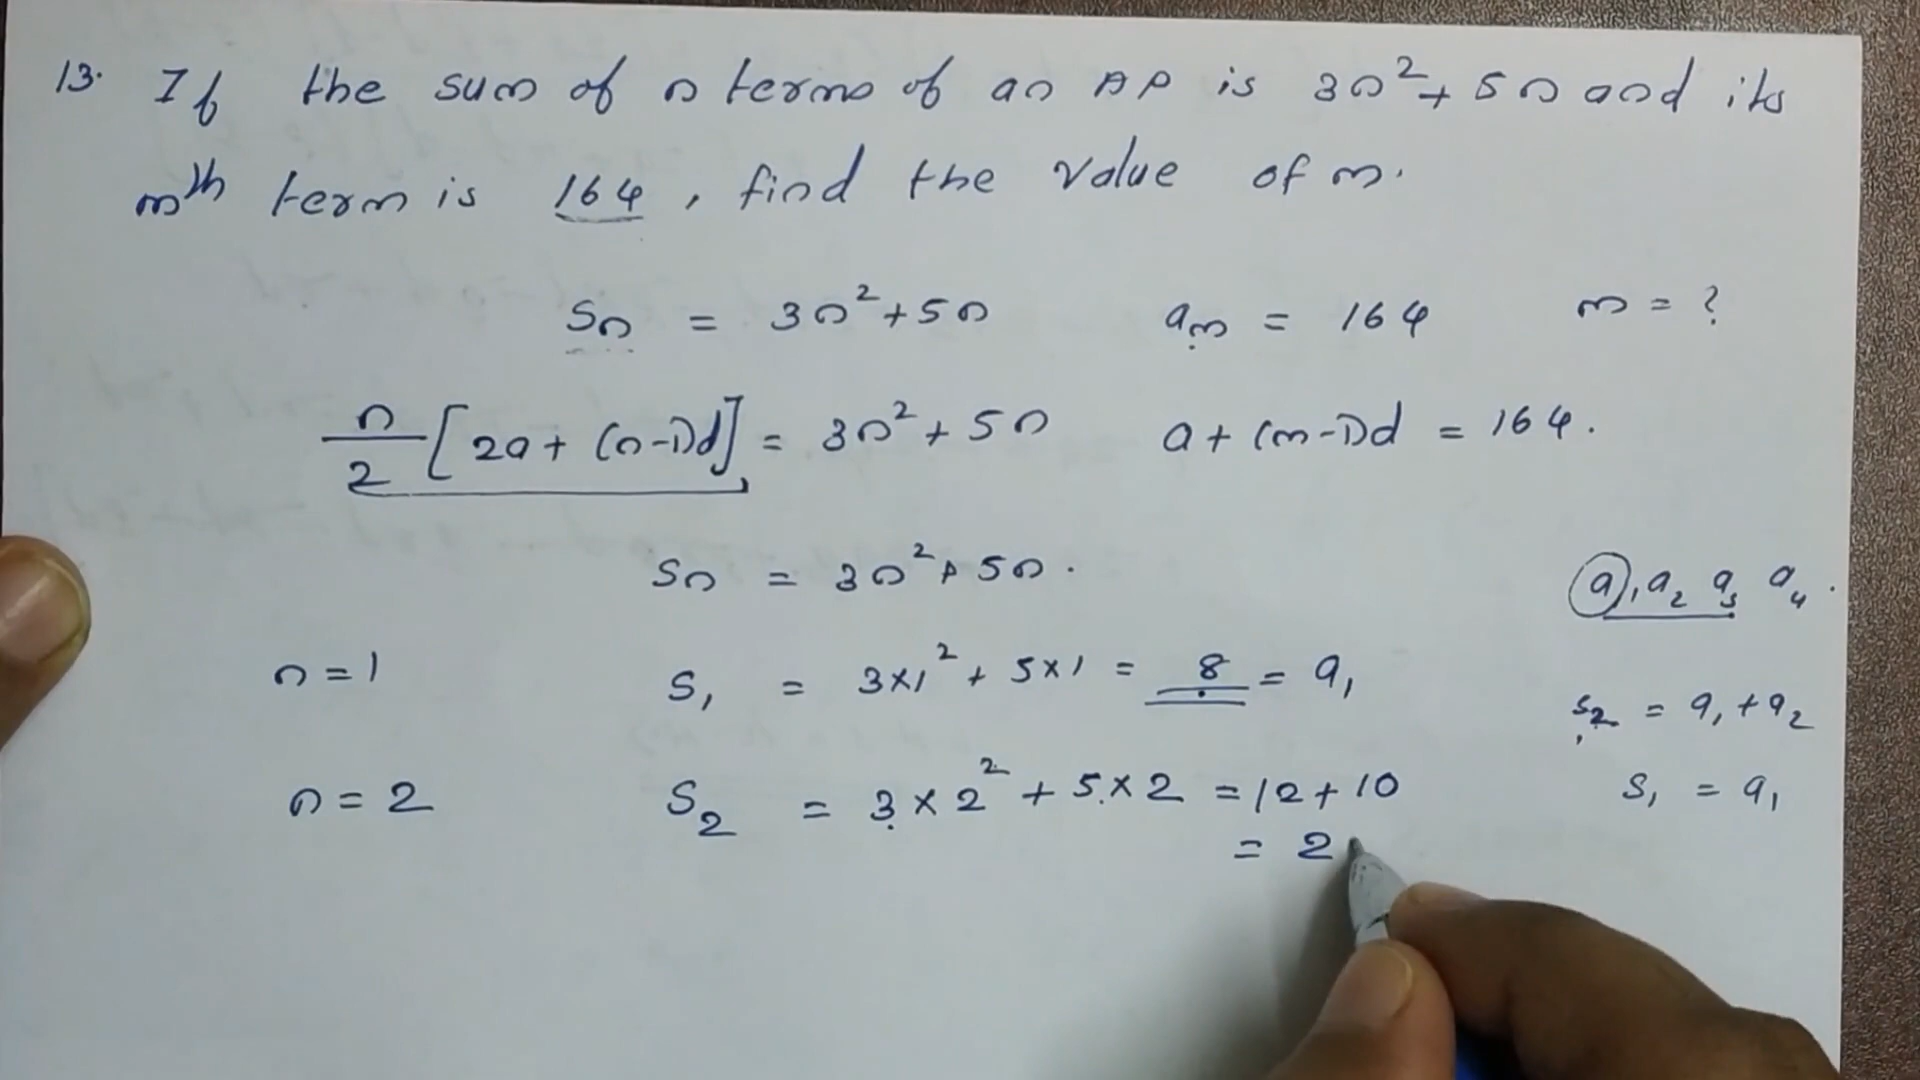 13. If the sum of n terms of an AP is 3n²+5n and its
mth term is 164, find the value of m.
Sn = 3n²+5n am = 164 m = ?
n/2 [2a+(n-1)d] = 3n²+5n a+(m-1)d = 164.
Sn = 3n²+5n. a1, a2 a3 a4.
n=1 S1 = 3×1²+5×1 = 8 = a1
S2 = a1+a2
n=2 S2 = 3×2²+5×2 = 12+10 S1 = a1
= 2